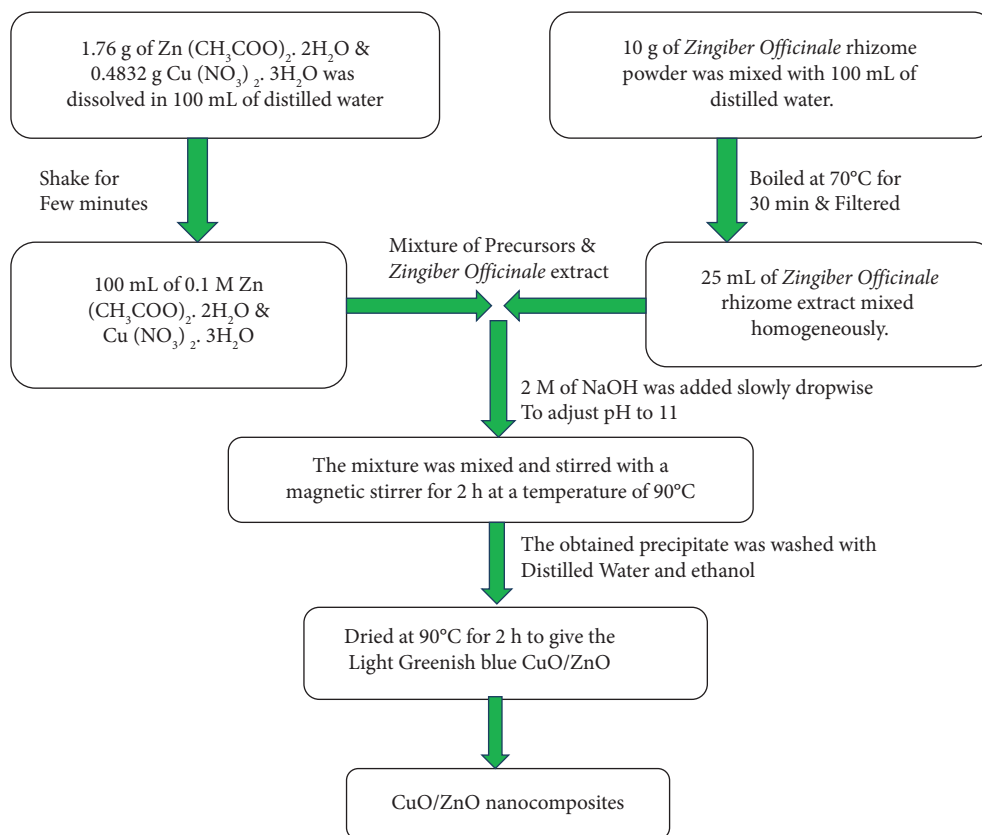 1.76 g of Zn (CH₃COO)₂. 2H₂O &
0.4832 g Cu (NO₃) ₂. 3H₂O was
dissolved in 100 mL of distilled water
10 g of Zingiber Officinale rhizome
powder was mixed with 100 mL of
distilled water.
Shake for
Few minutes
Boiled at 70°C for
30 min & Filtered
100 mL of 0.1 M Zn
(CH₃COO)₂. 2H₂O &
Cu (NO₃) ₂. 3H₂O
Mixture of Precursors &
Zingiber Officinale extract
25 mL of Zingiber Officinale
rhizome extract mixed
homogeneously.
2 M of NaOH was added slowly dropwise
To adjust pH to 11
The mixture was mixed and stirred with a
magnetic stirrer for 2 h at a temperature of 90°C
The obtained precipitate was washed with
Distilled Water and ethanol
Dried at 90°C for 2 h to give the
Light Greenish blue CuO/ZnO
CuO/ZnO nanocomposites